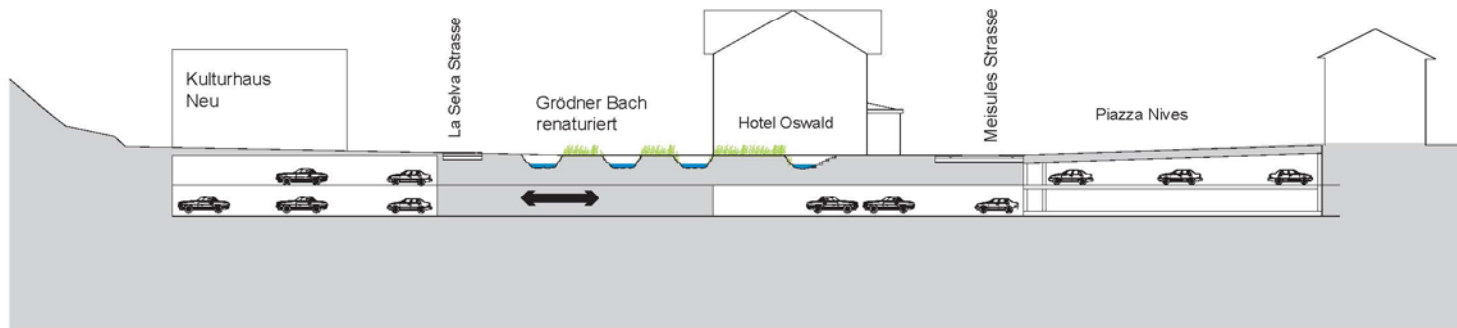 Kulturhaus
Neu
La Selva Strasse
Grödner Bach
renaturiert
Hotel Oswald
Meisules Strasse
Piazza Nives